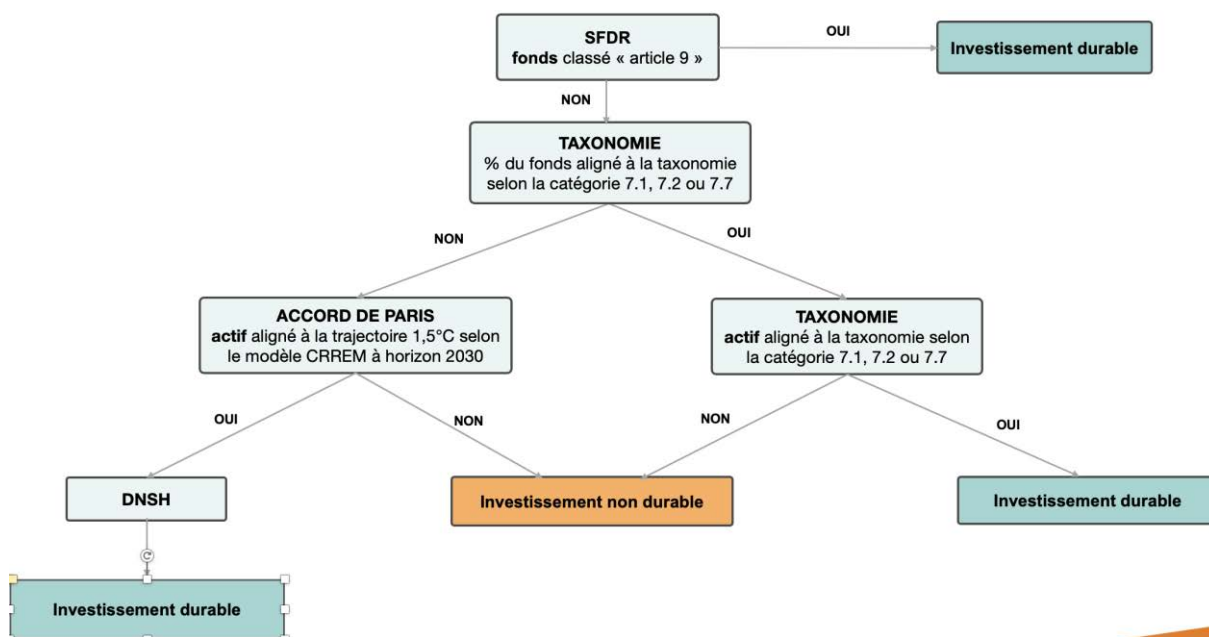 SFDR
fonds classé « article 9 »
OUI
Investissement durable
NON
TAXONOMIE
% du fonds aligné à la taxonomie
selon la catégorie 7.1, 7.2 ou 7.7
NON
OUI
ACCORD DE PARIS
actif aligné à la trajectoire 1,5°C selon
le modèle CRREM à horizon 2030
TAXONOMIE
actif aligné à la taxonomie selon
la catégorie 7.1, 7.2 ou 7.7
OUI
NON
NON
OUI
DNSH
Investissement non durable
Investissement durable
Investissement durable